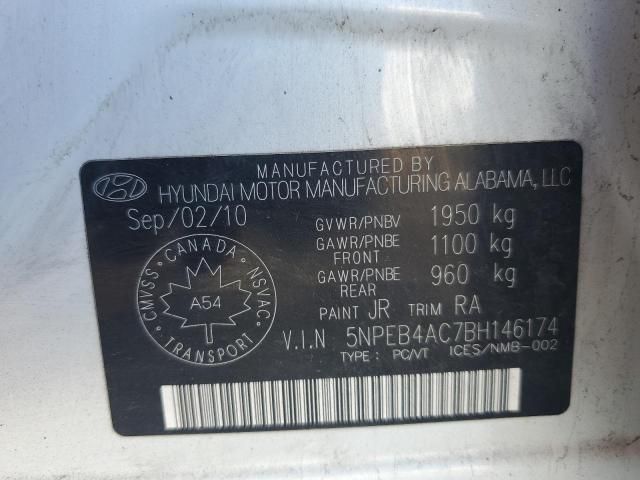 MANUFACTURED BY
HYUNDAI MOTOR MANUFACTURING ALABAMA, LLC
Sep/02/10
GVWR/PNBV 1950 kg
GAWR/PNBE FRONT 1100 kg
GAWR/PNBE REAR 960 kg
PAINT JR TRIM RA
CANADA
CMVSS NSVAC
A54
TRANSPORT
V.I.N 5NPEB4AC7BH146174
TYPE : PC/VT ICES/NMB-002